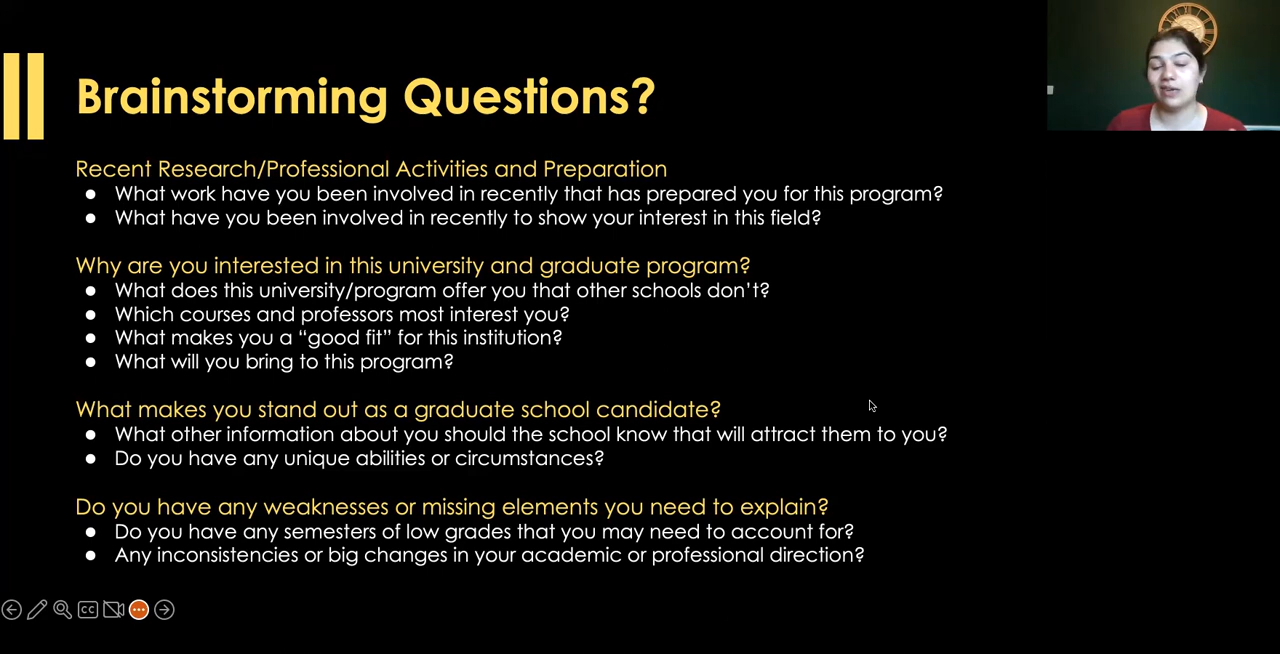 Brainstorming Questions?
Recent Research/Professional Activities and Preparation
● What work have you been involved in recently that has prepared you for this program?
● What have you been involved in recently to show your interest in this field?
Why are you interested in this university and graduate program?
● What does this university/program offer you that other schools don't?
● Which courses and professors most interest you?
● What makes you a “good fit” for this institution?
● What will you bring to this program?
What makes you stand out as a graduate school candidate?
● What other information about you should the school know that will attract them to you?
● Do you have any unique abilities or circumstances?
Do you have any weaknesses or missing elements you need to explain?
● Do you have any semesters of low grades that you may need to account for?
● Any inconsistencies or big changes in your academic or professional direction?
CC